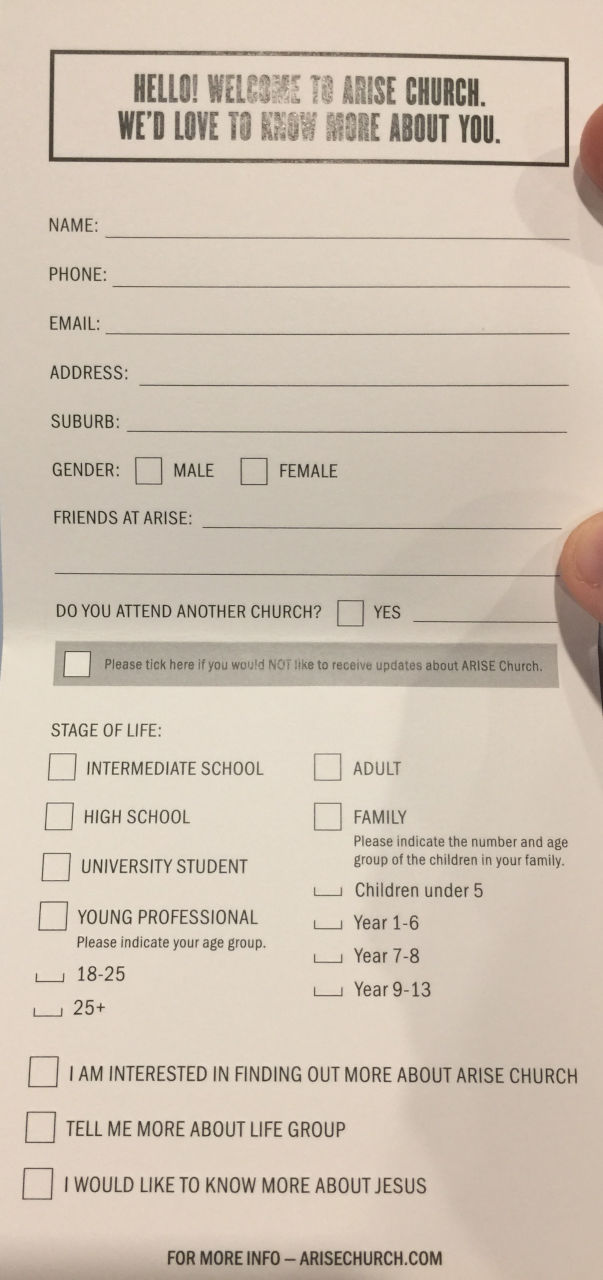 HELLO! WELCOME TO ARISE CHURCH.
WE'D LOVE TO KNOW MORE ABOUT YOU.
NAME:
PHONE:
EMAIL:
ADDRESS:
SUBURB:
GENDER: MALE FEMALE
FRIENDS AT ARISE:
DO YOU ATTEND ANOTHER CHURCH? YES
Please tick here if you would NOT like to receive updates about ARISE Church.
STAGE OF LIFE:
INTERMEDIATE SCHOOL
HIGH SCHOOL
UNIVERSITY STUDENT
YOUNG PROFESSIONAL
Please indicate your age group.
18-25
25+
ADULT
FAMILY
Please indicate the number and age
group of the children in your family.
Children under 5
Year 1-6
Year 7-8
Year 9-13
I AM INTERESTED IN FINDING OUT MORE ABOUT ARISE CHURCH
TELL ME MORE ABOUT LIFE GROUP
I WOULD LIKE TO KNOW MORE ABOUT JESUS
FOR MORE INFO – ARISECHURCH.COM